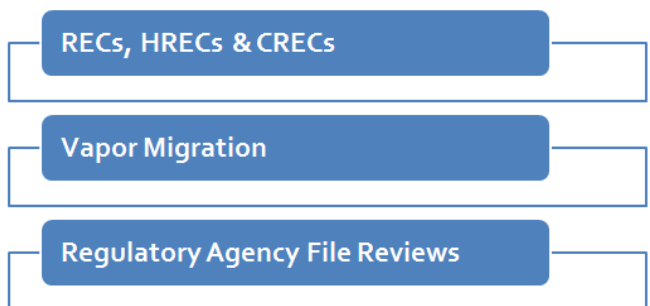 RECs, HRECs & CRECs
Vapor Migration
Regulatory Agency File Reviews